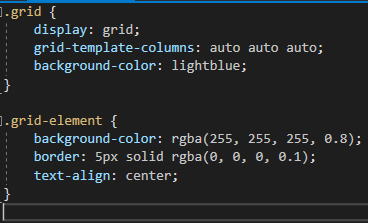 .grid {
    display: grid;
    grid-template-columns: auto auto auto;
    background-color: lightblue;
}

.grid-element {
    background-color: rgba(255, 255, 255, 0.8);
    border: 5px solid rgba(0, 0, 0, 0.1);
    text-align: center;
}